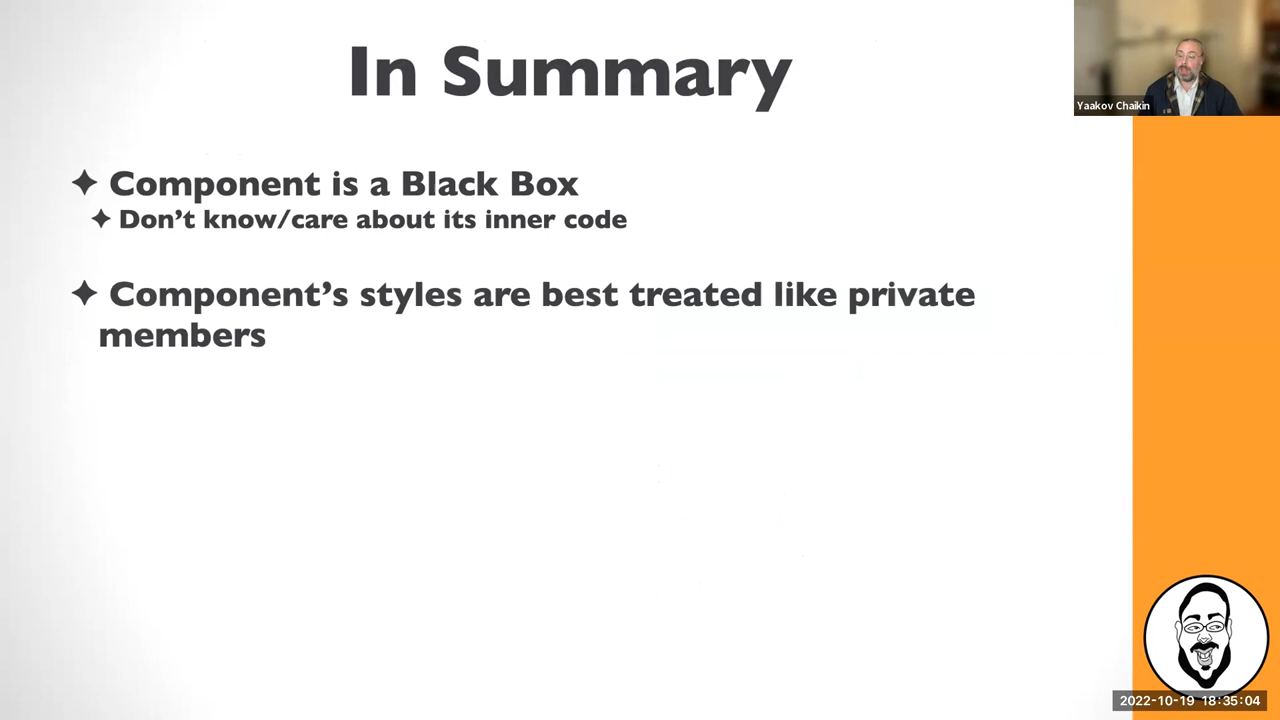 In Summary
Yaakov Chaikin
✦ Component is a Black Box
✦ Don’t know/care about its inner code
✦ Component’s styles are best treated like private
members
2022-10-19 18:35:04